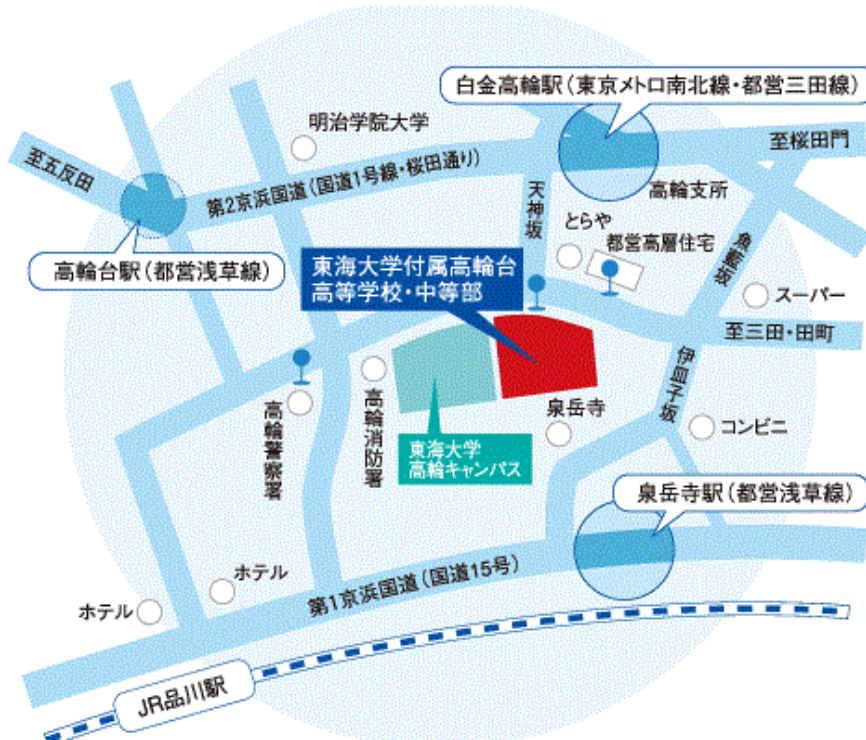 白金高輪駅(東京メトロ南北線・都営三田線)
明治学院大学
至桜田門
至五反田
第2京浜国道(国道1号線・桜田通り)
高輪支所
天神坂
とらや
都営高層住宅
魚籃坂
高輪台駅(都営浅草線)
東海大学付属高輪台
高等学校・中等部
スーパー
至三田・田町
伊皿子坂
高輪警察署
高輪消防署
泉岳寺
コンビニ
東海大学
高輪キャンパス
泉岳寺駅(都営浅草線)
ホテル
ホテル
第1京浜国道(国道15号)
JR品川駅